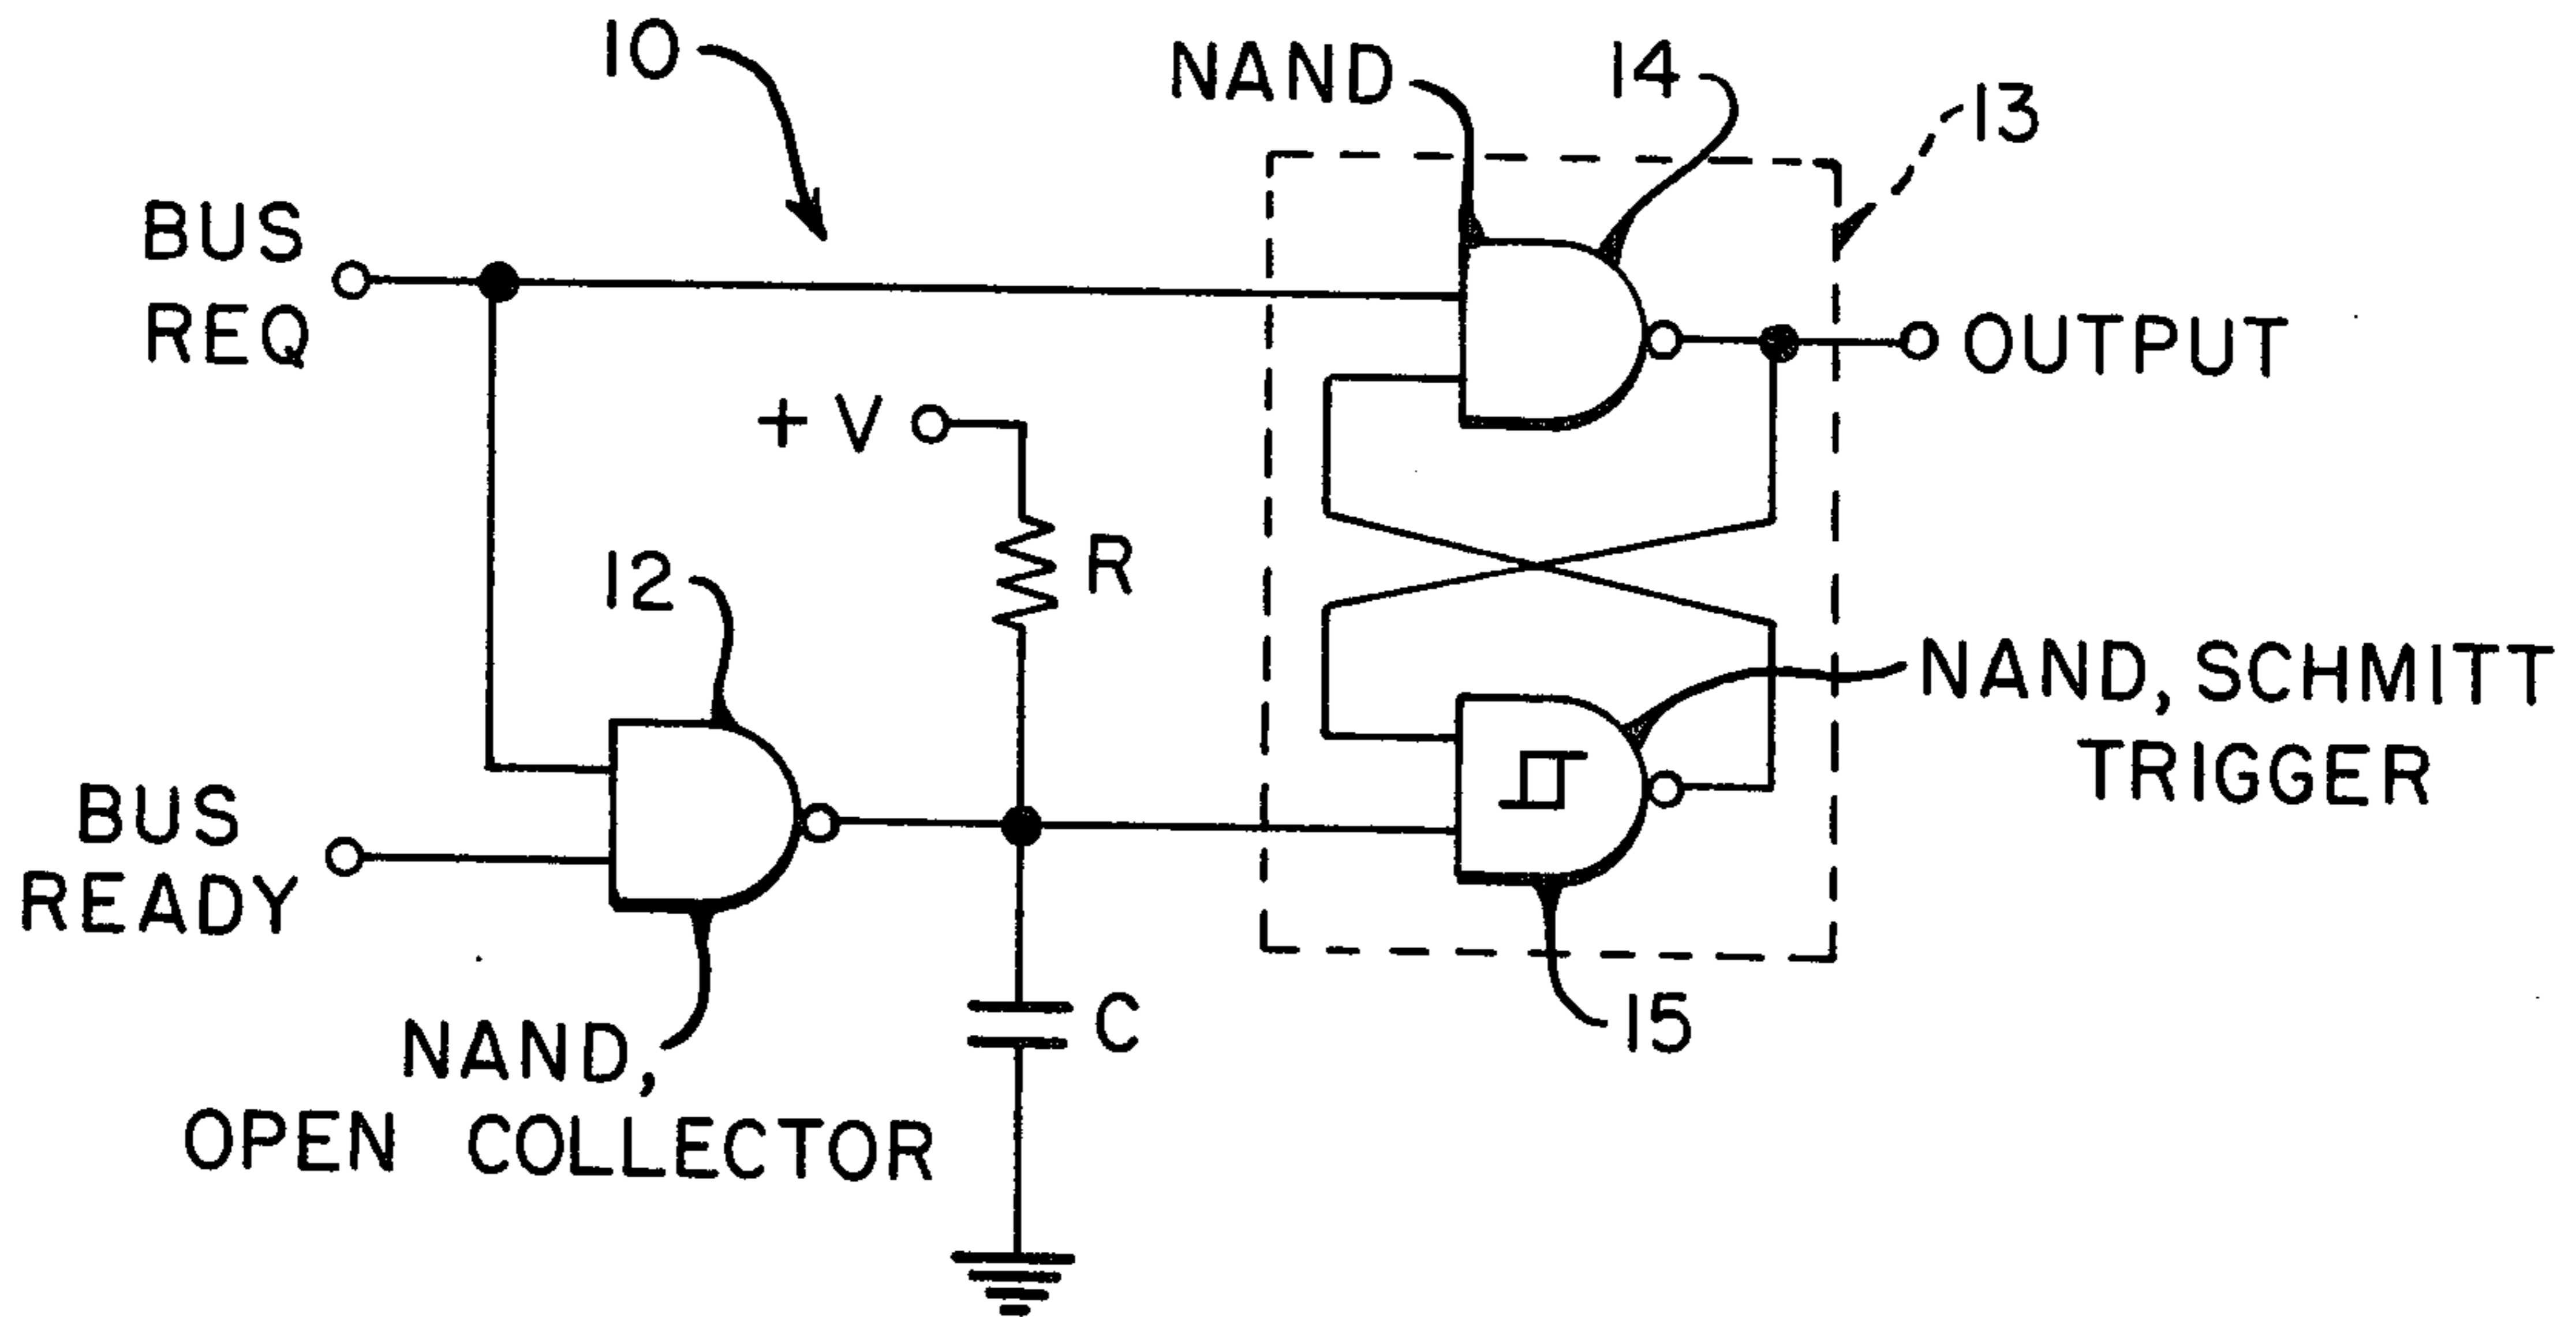 10
NAND
14
13
BUS
REQ
OUTPUT
+ V
R
12
NAND, SCHMITT
TRIGGER
BUS
READY
C
15
NAND,
OPEN COLLECTOR